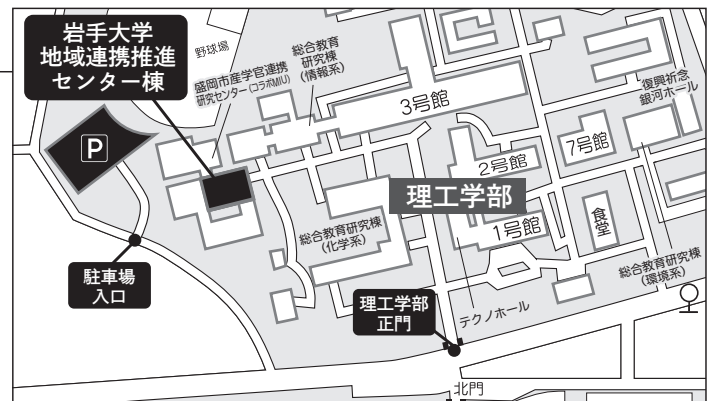 岩手大学
地域連携推進
センター棟
野球場
盛岡市産学官連携
研究センター(コラボMIU)
総合教育
研究棟
(情報系)
3号館
復興祈念
銀河ホール
P
2号館
7号館
理工学部
1号館
食堂
総合教育研究棟
(化学系)
総合教育研究棟
(環境系)
駐車場
入口
理工学部
正門
テクノホール
北門